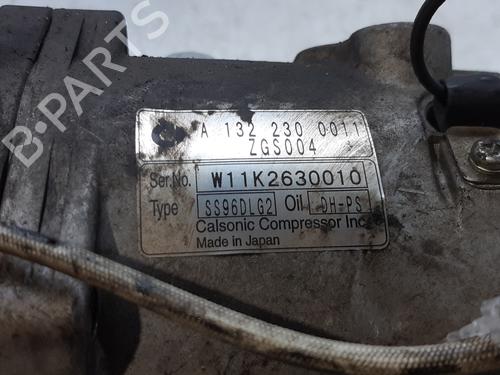 A 132 230 0011
ZGS004
Ser.No. W11K2630010
Type SS96DLG2 Oil DH-PS
Calsonic Compressor Inc.
Made in Japan
B-PARTS